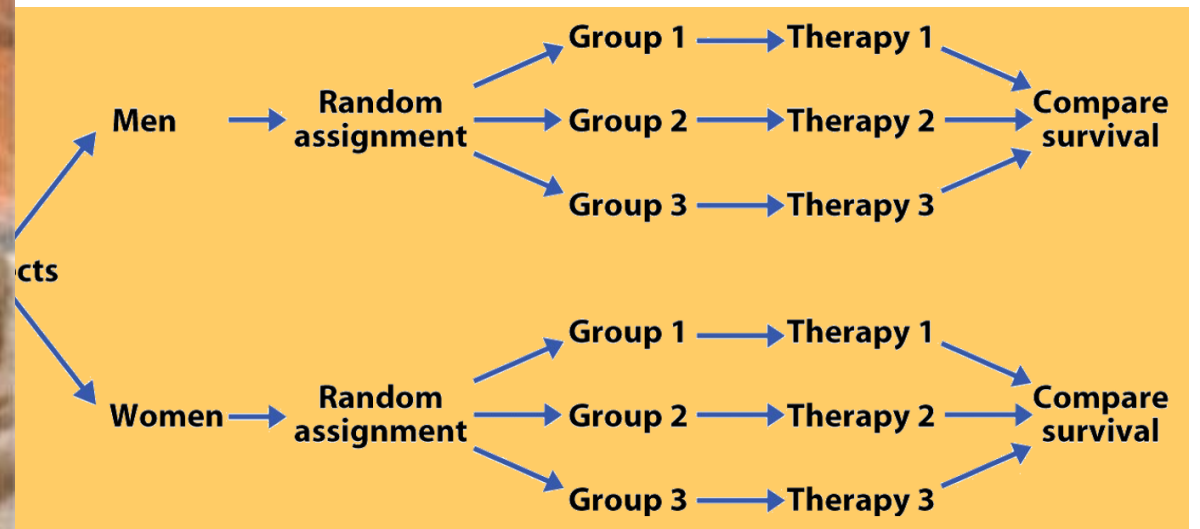 Group 1 Therapy 1
Men Random assignment Group 2 Therapy 2 Compare survival
Group 3 Therapy 3
cts
Group 1 Therapy 1
Women Random assignment Group 2 Therapy 2 Compare survival
Group 3 Therapy 3